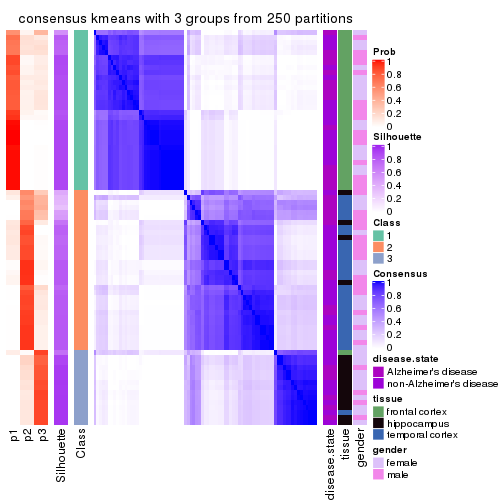 consensus kmeans with 3 groups from 250 partitions
Prob
1
0.8
0.6
0.4
0.2
0
Silhouette
1
0.8
0.6
0.4
0.2
0
Class
1
2
3
Consensus
1
0.8
0.6
0.4
0.2
0
disease.state
Alzheimer's disease
non-Alzheimer's disease
tissue
frontal cortex
hippocampus
temporal cortex
gender
female
male
p1
p2
p3
Silhouette
Class
disease.state
tissue
gender